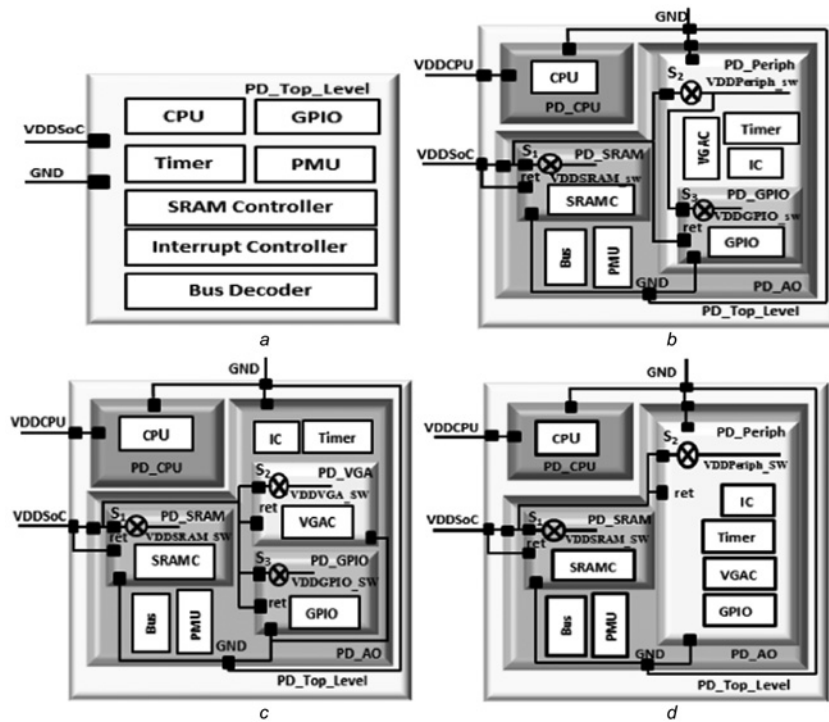 PD_Top_Level
CPU
GPIO
VDDSoC
GND
Timer
PMU
SRAM Controller
Interrupt Controller
Bus Decoder
a
GND
VDDCPU
CPU
PD_CPU
PD_Periph
S2
VDDPeriph_sw
VGAC
Timer
IC
VDDSoC
S1
PD_SRAM
ret
VDDSRAM_sw
SRAMC
PD_GPIO
S3
VDDGPIO_sw
ret
GPIO
Bus
PMU
GND
PD_AO
PD_Top_Level
b
GND
VDDCPU
CPU
PD_CPU
IC
Timer
S2
PD_VGA
VDDVGA_SW
ret
VGAC
VDDSoC
S1
PD_SRAM
ret
VDDSRAM_SW
SRAMC
S3
PD_GPIO
VDDGPIO_SW
ret
GPIO
Bus
PMU
GND
PD_AO
PD_Top_Level
c
GND
VDDCPU
CPU
PD_CPU
PD_Periph
S2
VDDPeriph_SW
ret
IC
Timer
VGAC
GPIO
VDDSoC
S1
PD_SRAM
ret
VDDSRAM_SW
SRAMC
Bus
PMU
GND
PD_AO
PD_Top_Level
d